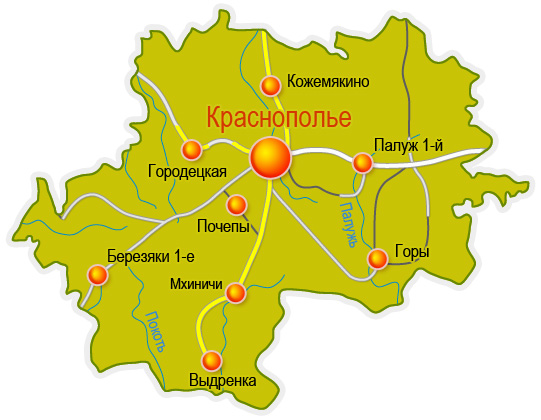 Кожемякино
Краснополье
Палуж 1-й
Городецкая
Палужь
Почепы
Горы
Березяки 1-е
Мхиничи
Покоть
Выдренка